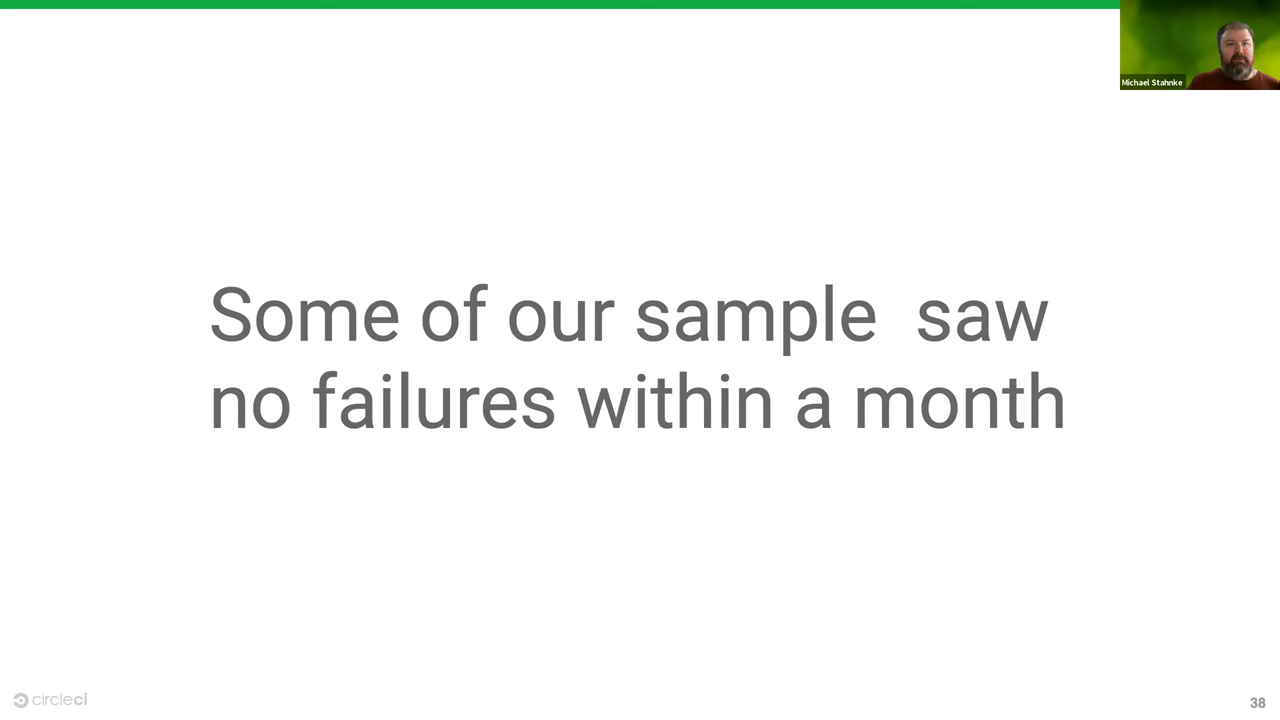 Michael Stahnke
Some of our sample  saw
no failures within a month
circleci
38